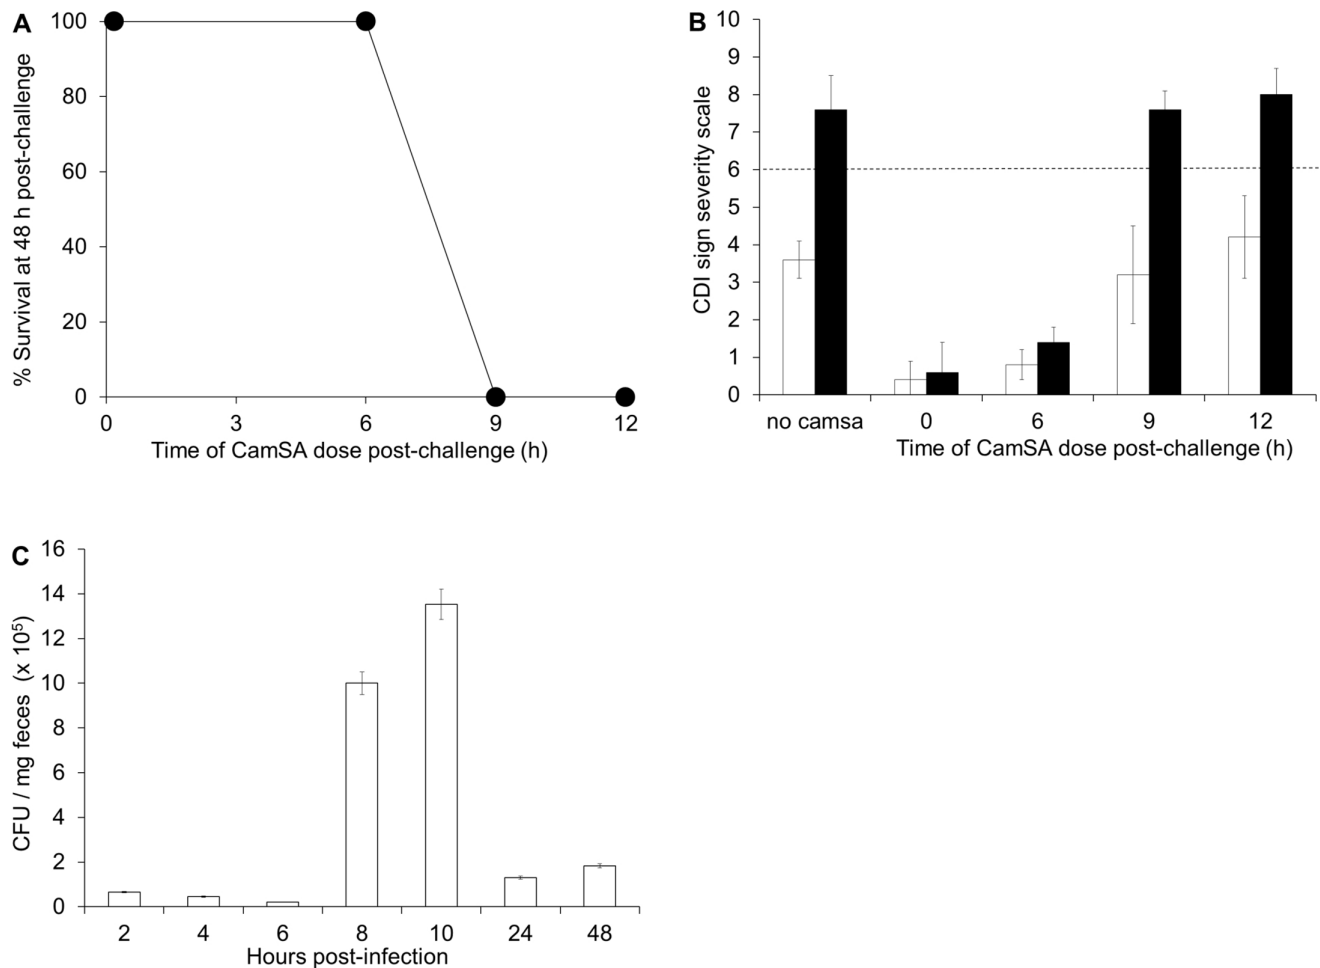 A
% Survival at 48 h post-challenge
100
80
60
40
20
0
0 3 6 9 12
Time of CamSA dose post-challenge (h)
B
CDI sign severity scale
10
9
8
7
6
5
4
3
2
1
0
no camsa 0 6 9 12
Time of CamSA dose post-challenge (h)
C
CFU / mg feces (x 10⁵)
16
14
12
10
8
6
4
2
0
2 4 6 8 10 24 48
Hours post-infection